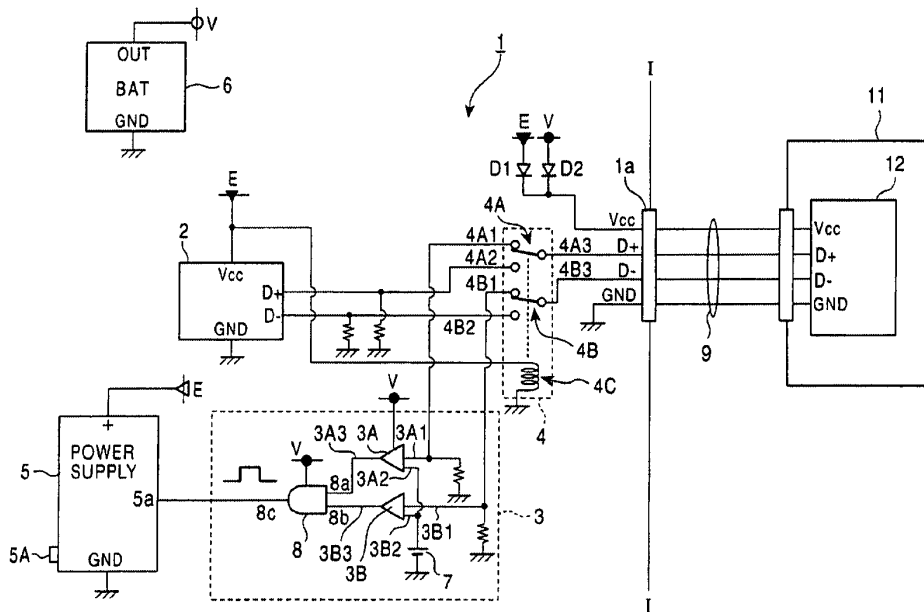 1
I
V
OUT
BAT
GND
6
11
E
V
12
D1
D2
1a
E
4A
Vcc
Vcc
2
4A1
4A3
D+
D+
Vcc
4A2
4B3
D-
D-
D+
4B1
GND
GND
D-
GND
4B2
4B
9
4C
E
V
4
+
3A3
3A
3A1
5
POWER
SUPPLY
V
3A2
5a
8a
8c
8b
3
3B1
5A
GND
8
3B3
3B2
3B
7
I